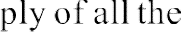 ply of all the